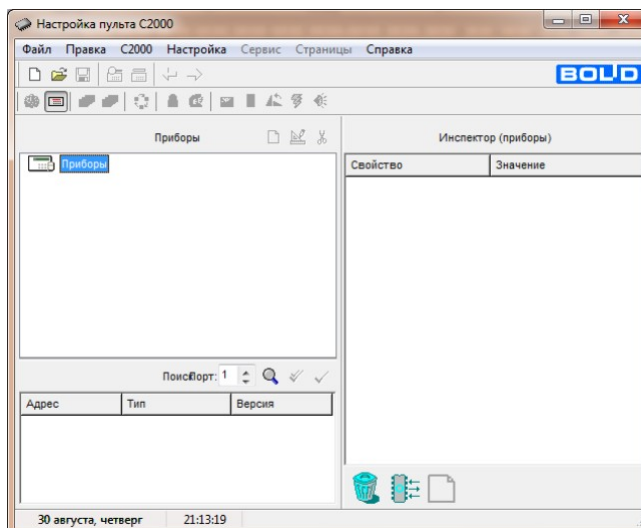 Настройка пульта С2000
Файл Правка С2000 Настройка Сервис Страницы Справка
BOLID
Приборы
Инспектор (приборы)
Приборы
Свойство Значение
Поиск Порт: 1
Адрес Тип Версия
30 августа, четверг 21:13:19